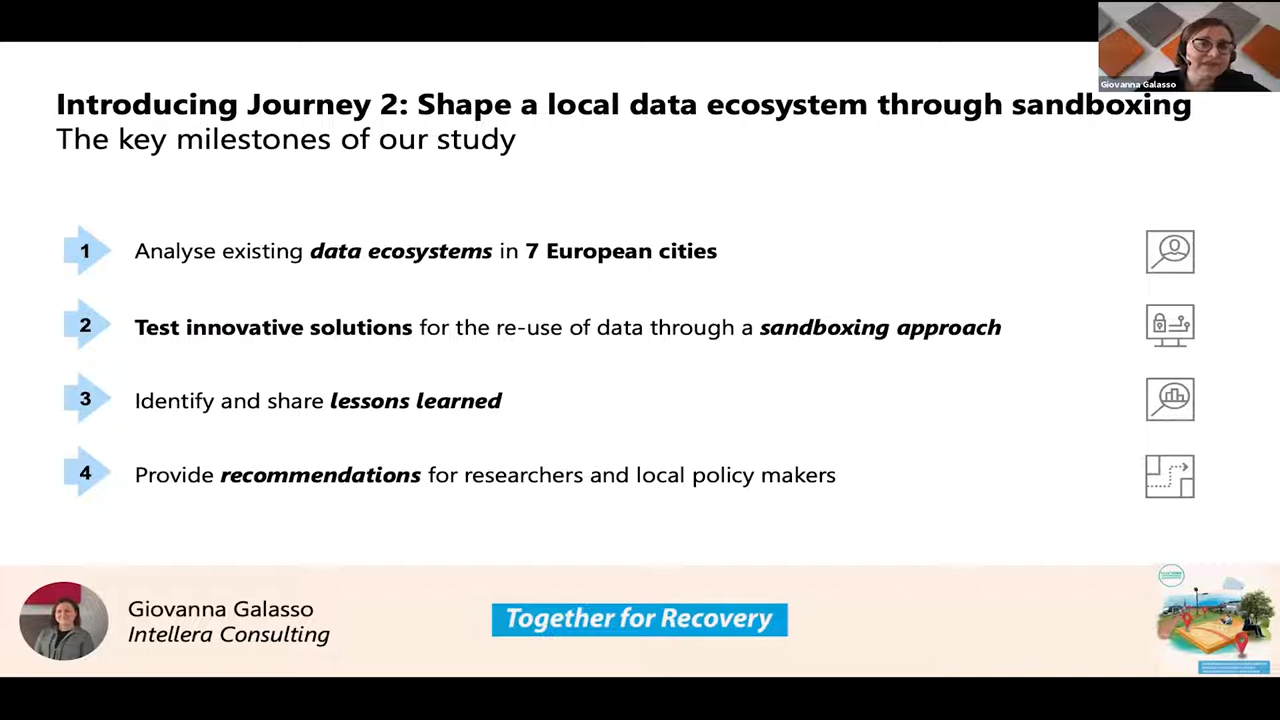 Giovanna Galasso
Introducing Journey 2: Shape a local data ecosystem through sandboxing
The key milestones of our study
1 Analyse existing data ecosystems in 7 European cities
2 Test innovative solutions for the re-use of data through a sandboxing approach
3 Identify and share lessons learned
4 Provide recommendations for researchers and local policy makers
Giovanna Galasso
Intellera Consulting
Together for Recovery